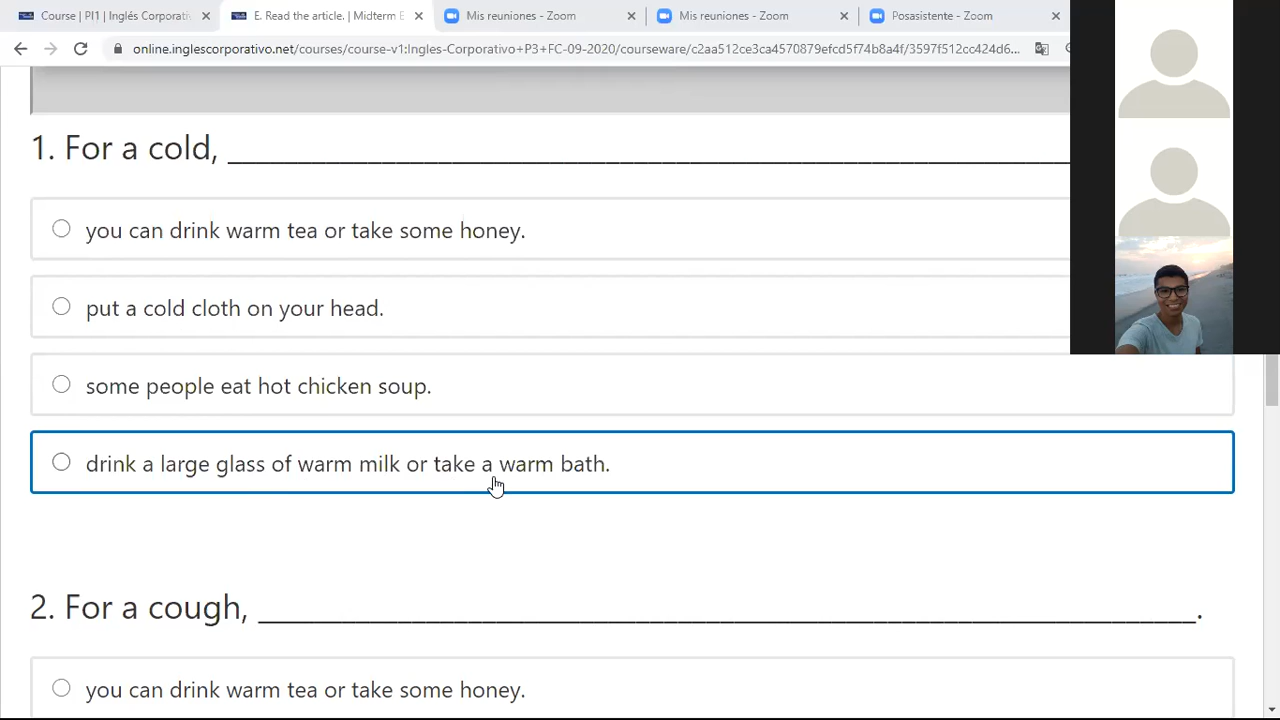 Course | PI1 | Inglés Corporati
E. Read the article. | Midterm E
Mis reuniones - Zoom
Mis reuniones - Zoom
Posasistente - Zoom
online.inglescorporativo.net/courses/course-v1:Ingles-Corporativo+P3+FC-09-2020/courseware/c2aa512ce3ca4570879efcd5f74b8a4f/3597f512cc424d6...
1. For a cold, ____________________________________________________________
you can drink warm tea or take some honey.
put a cold cloth on your head.
some people eat hot chicken soup.
drink a large glass of warm milk or take a warm bath.
2. For a cough, ____________________________________________________________.
you can drink warm tea or take some honey.